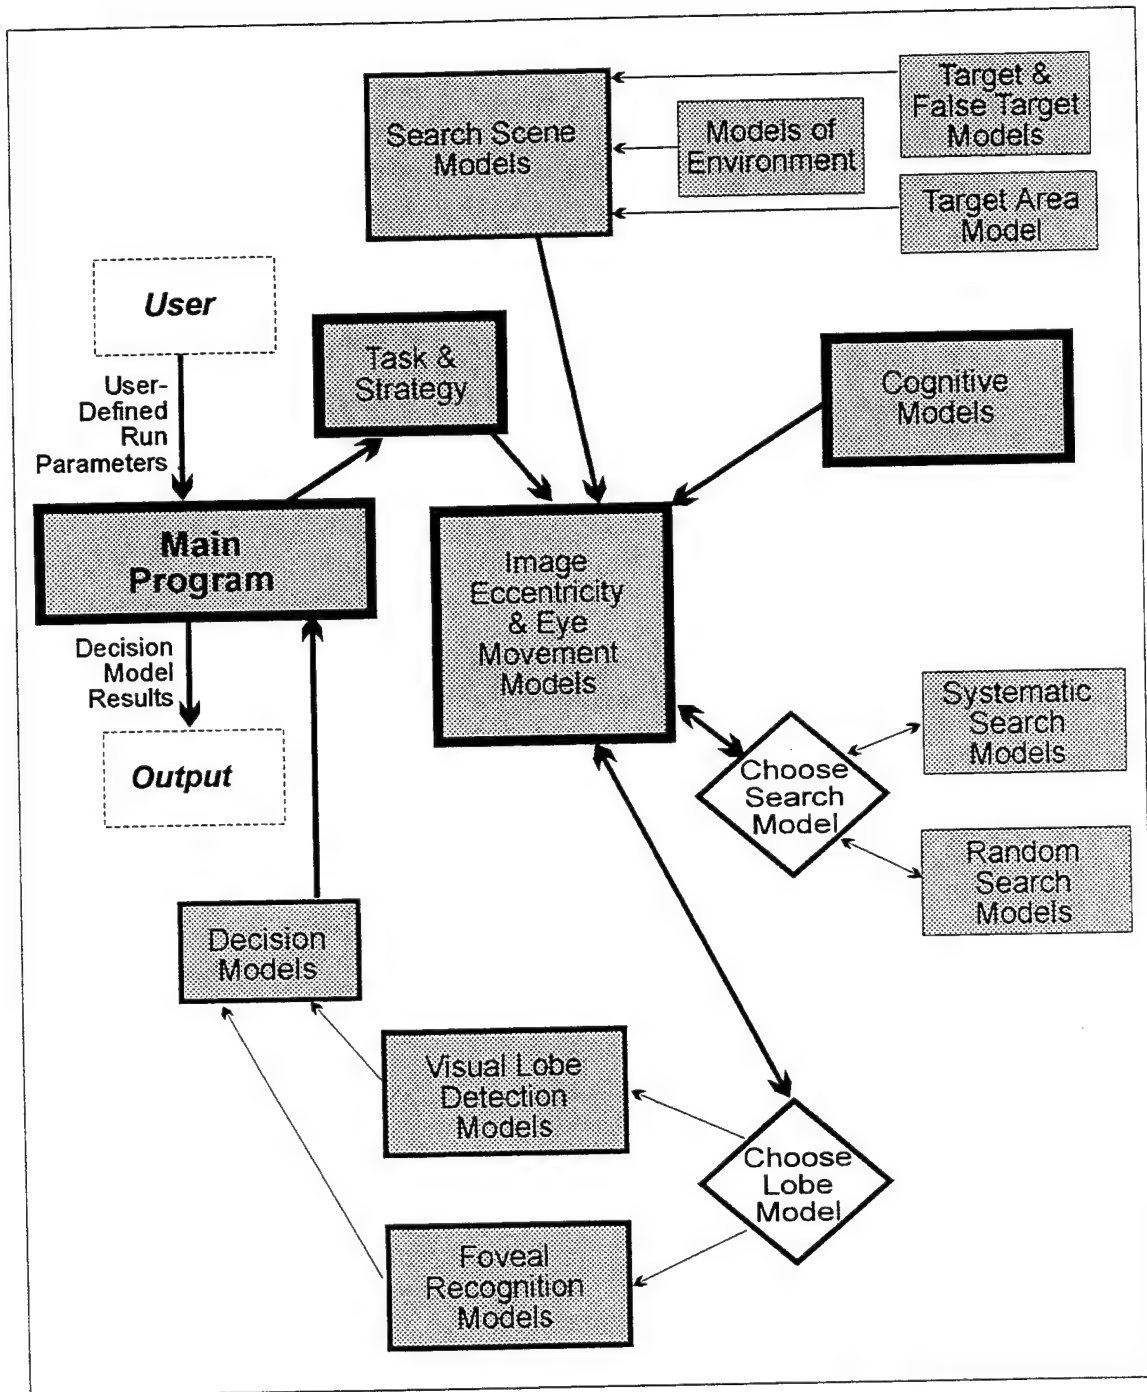 Search Scene
Models
Models of
Environment
Target &
False Target
Models
Target Area
Model
User
User-
Defined
Run
Parameters
Task &
Strategy
Cognitive
Models
Main
Program
Image
Eccentricity
& Eye
Movement
Models
Decision
Model
Results
Output
Choose
Search
Model
Systematic
Search
Models
Random
Search
Models
Decision
Models
Visual Lobe
Detection
Models
Choose
Lobe
Model
Foveal
Recognition
Models